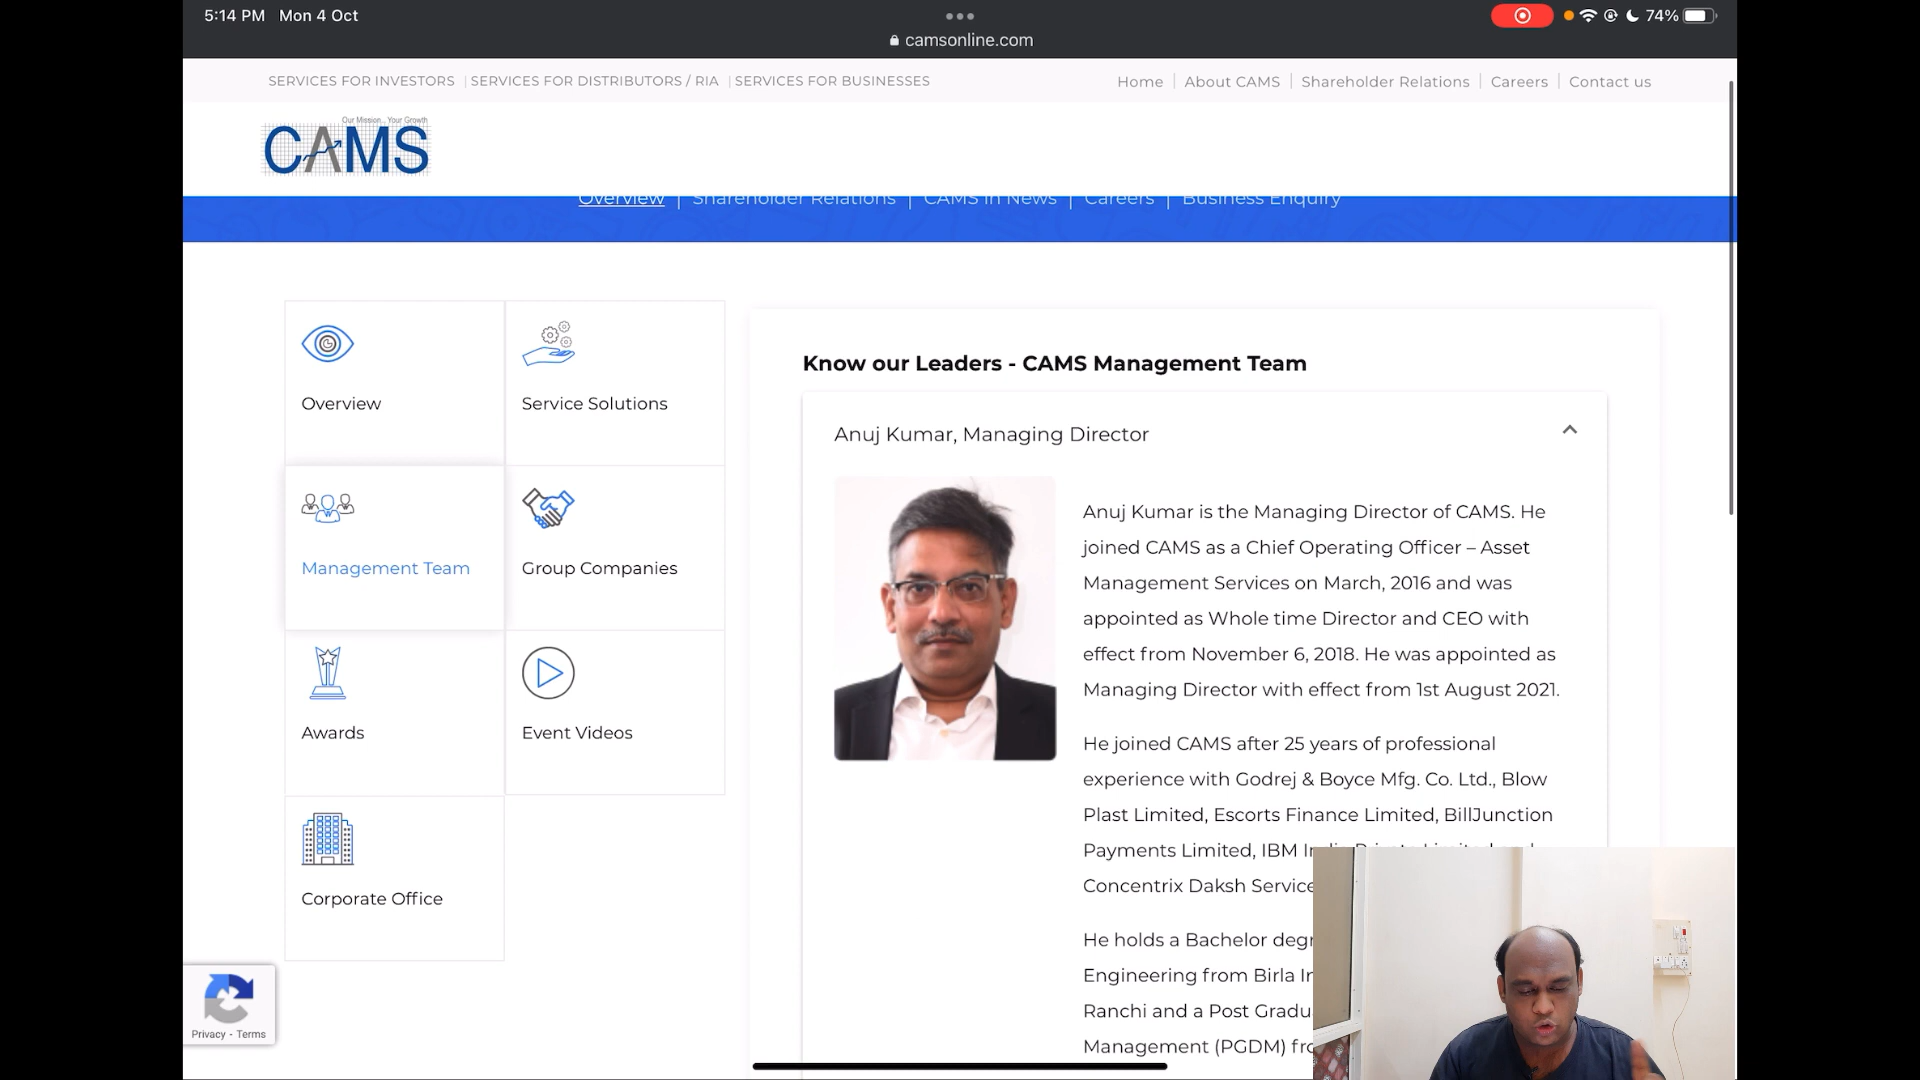 5:14 PM Mon 4 Oct
74%
camsonline.com
SERVICES FOR INVESTORS | SERVICES FOR DISTRIBUTORS / RIA | SERVICES FOR BUSINESSES
Home | About CAMS | Shareholder Relations | Careers | Contact us
Our Mission.. Your Growth
CAMS
Overview | Shareholder Relations | CAMS in News | Careers | Business Enquiry
Overview
Service Solutions
Management Team
Group Companies
Awards
Event Videos
Corporate Office
Privacy - Terms
Know our Leaders - CAMS Management Team
Anuj Kumar, Managing Director
Anuj Kumar is the Managing Director of CAMS. He
joined CAMS as a Chief Operating Officer – Asset
Management Services on March, 2016 and was
appointed as Whole time Director and CEO with
effect from November 6, 2018. He was appointed as
Managing Director with effect from 1st August 2021.
He joined CAMS after 25 years of professional
experience with Godrej & Boyce Mfg. Co. Ltd., Blow
Plast Limited, Escorts Finance Limited, BillJunction
Payments Limited, IBM
Concentrix Daksh
He holds a Bachelor
Engineering from Birla
Ranchi and a Post
Management (PGDM)